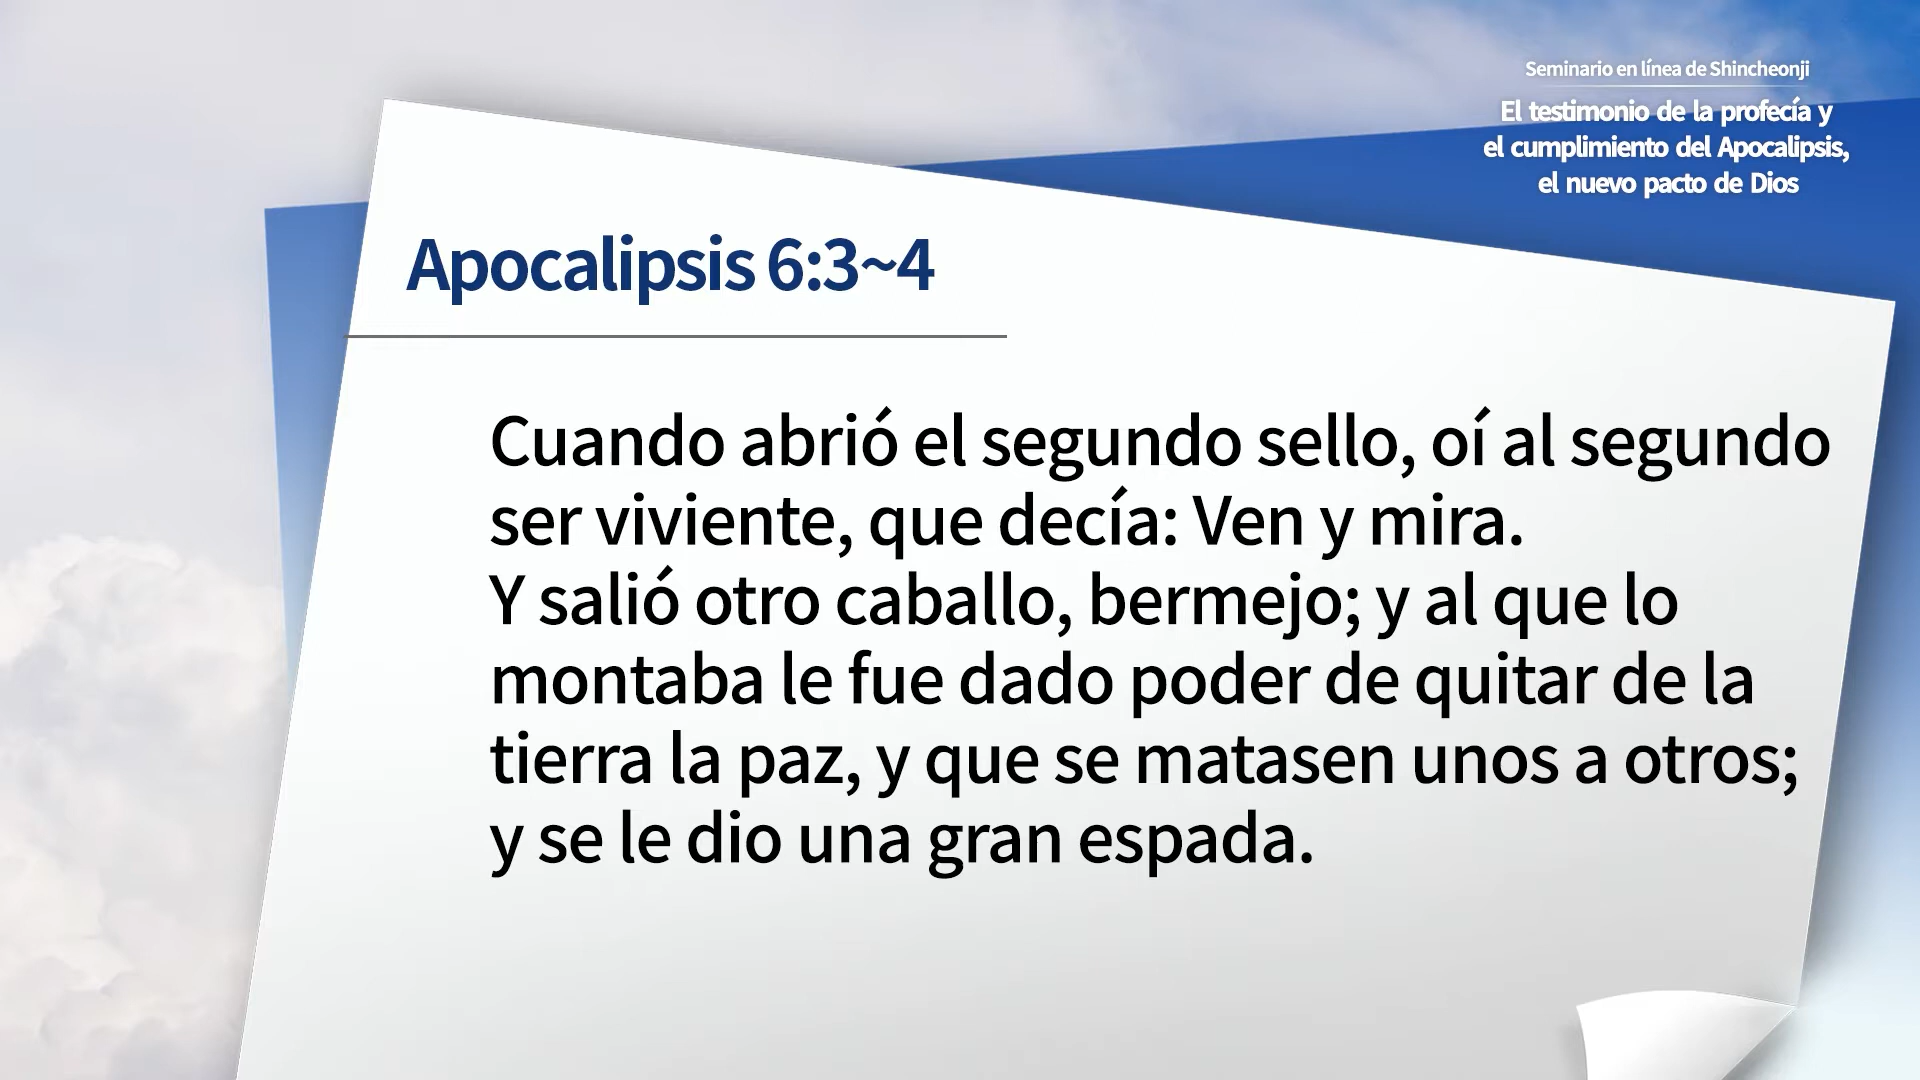 Seminario en línea de Shincheonji
El testimonio de la profecía y
el cumplimiento del Apocalipsis,
el nuevo pacto de Dios
Apocalipsis 6:3~4
Cuando abrió el segundo sello, oí al segundo
ser viviente, que decía: Ven y mira.
Y salió otro caballo, bermejo; y al que lo
montaba le fue dado poder de quitar de la
tierra la paz, y que se matasen unos a otros;
y se le dio una gran espada.